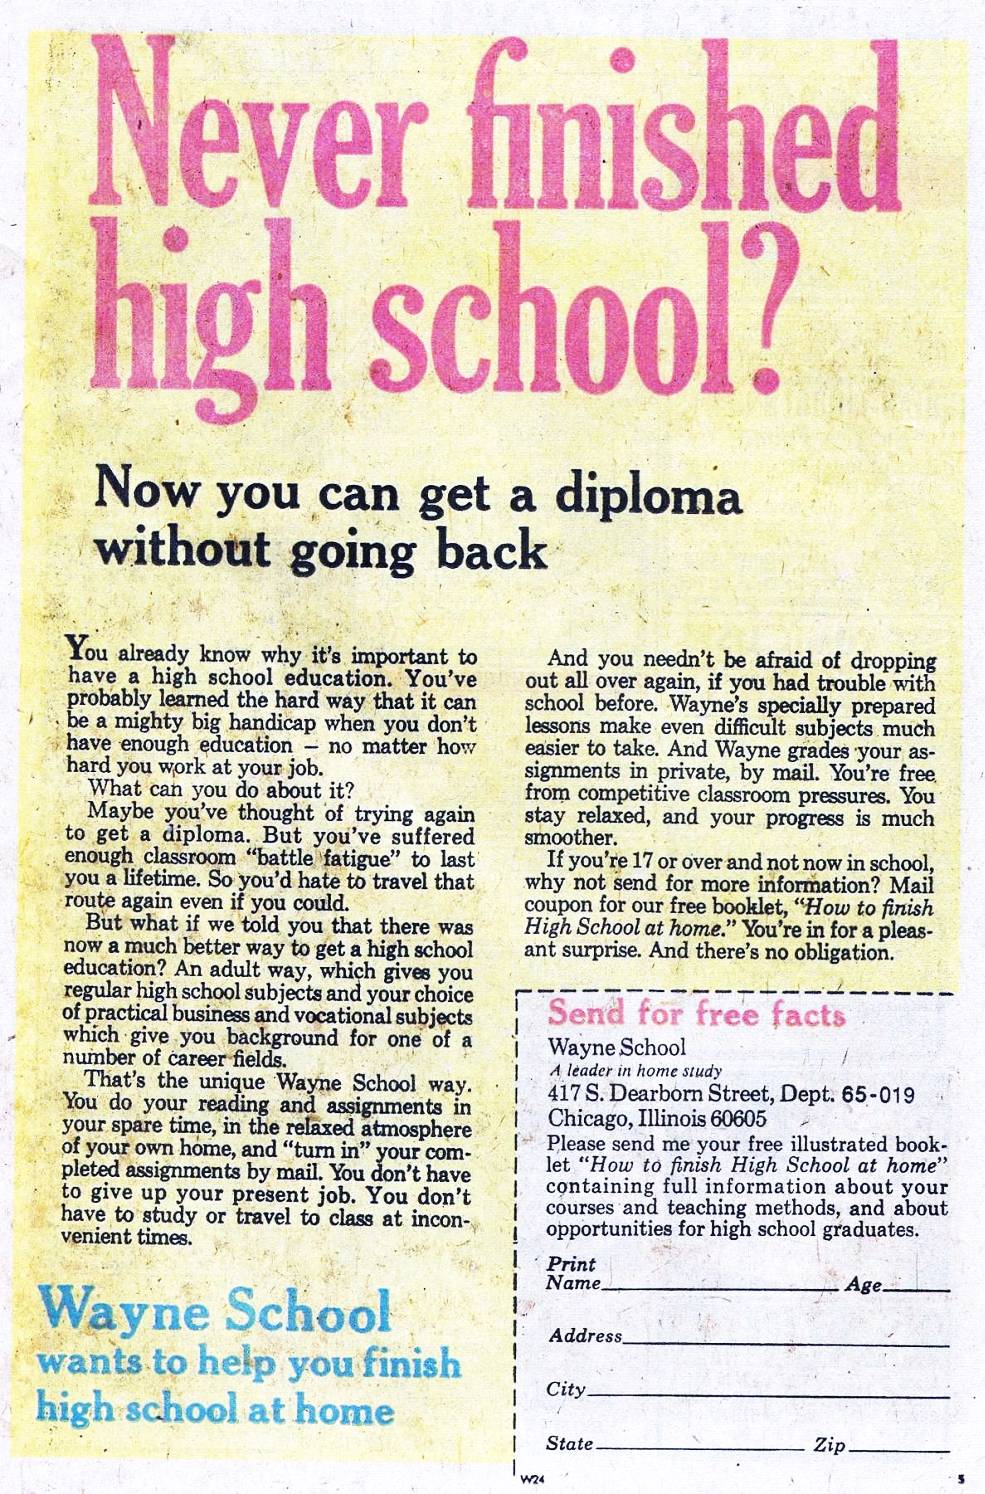 Never finished
high school?
Now you can get a diploma
without going back
You already know why it's important to
have a high school education. You've
probably learned the hard way that it can
be a mighty big handicap when you don't
have enough education — no matter how
hard you work at your job.
What can you do about it?
Maybe you've thought of trying again
to get a diploma. But you've suffered
enough classroom "battle fatigue" to last
you a lifetime. So you'd hate to travel that
route again even if you could.
But what if we told you that there was
now a much better way to get a high school
education? An adult way, which gives you
regular high school subjects and your choice
of practical business and vocational subjects
which give you background for one of a
number of career fields.
That's the unique Wayne School way.
You do your reading and assignments in
your spare time, in the relaxed atmosphere
of your own home, and "turn in" your com-
pleted assignments by mail. You don't have
to give up your present job. You don't
have to study or travel to class at incon-
venient times.
Wayne School
wants to help you finish
high school at home
And you needn't be afraid of dropping
out all over again, if you had trouble with
school before. Wayne's specially prepared
lessons make even difficult subjects much
easier to take. And Wayne grades your as-
signments in private, by mail. You're free
from competitive classroom pressures. You
stay relaxed, and your progress is much
smoother.
If you're 17 or over and not now in school,
why not send for more information? Mail
coupon for our free booklet, "How to finish
High School at home." You're in for a pleas-
ant surprise. And there's no obligation.
Send for free facts
Wayne School
A leader in home study
417 S. Dearborn Street, Dept. 65-019
Chicago, Illinois 60605
Please send me your free illustrated book-
let "How to finish High School at home"
containing full information about your
courses and teaching methods, and about
opportunities for high school graduates.
Print
Name Age
Address
City
State Zip
W24
5